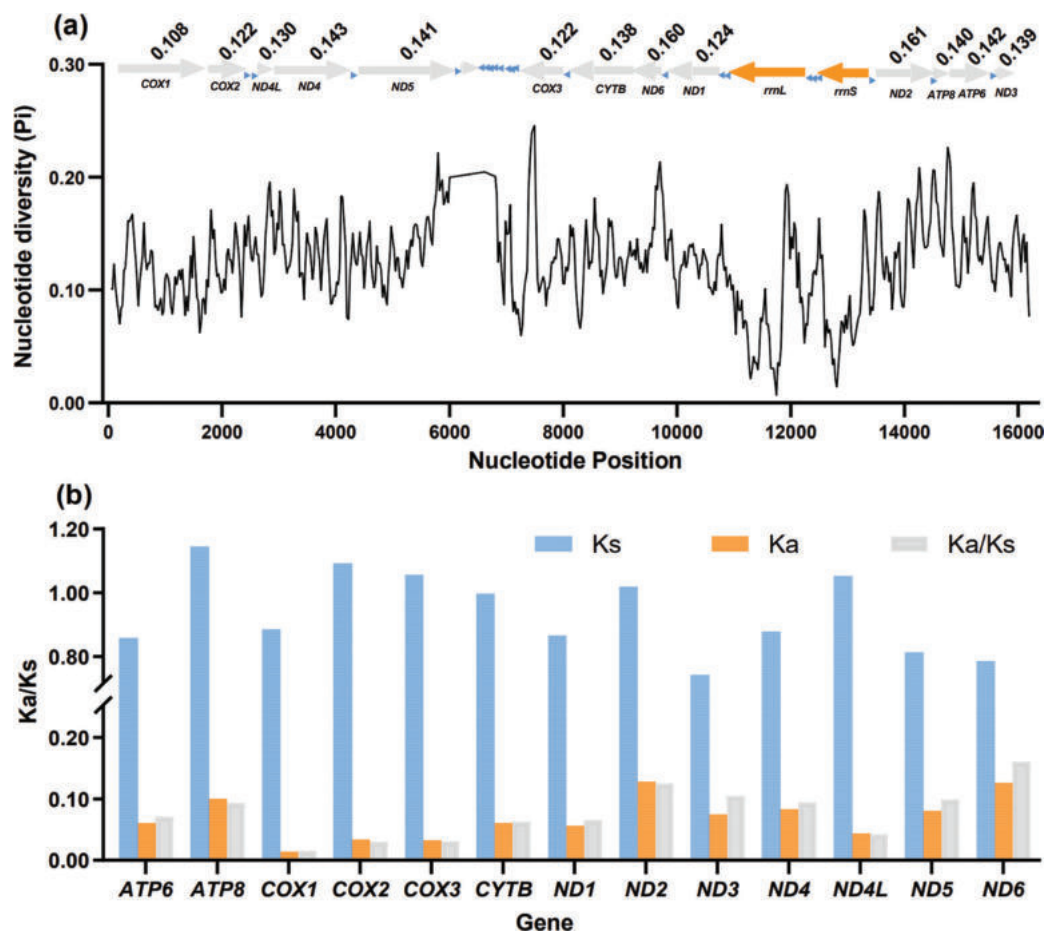 (a)
0.108 0.122 0.130 0.143 0.141 0.122 0.138 0.160 0.124 0.161 0.140 0.142 0.139
COX1 COX2 ND4L ND4 ND5 COX3 CYTB ND6 ND1 rrnL rrnS ND2 ATP8 ATP6 ND3
Nucleotide diversity (Pi)
0.30
0.20
0.10
0.00
0 2000 4000 6000 8000 10000 12000 14000 16000
Nucleotide Position
(b)
Ks Ka Ka/Ks
Ka/Ks
1.20
1.00
0.80
0.20
0.10
0.00
ATP6 ATP8 COX1 COX2 COX3 CYTB ND1 ND2 ND3 ND4 ND4L ND5 ND6
Gene